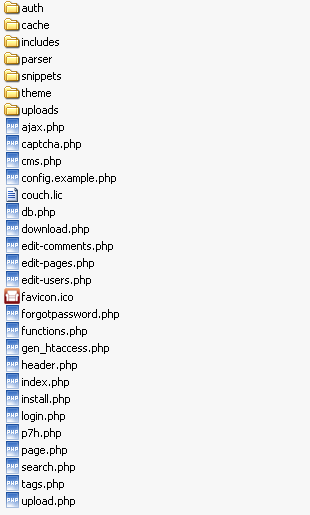 auth
cache
includes
parser
snippets
theme
uploads
ajax.php
captcha.php
cms.php
config.example.php
couch.lic
db.php
download.php
edit-comments.php
edit-pages.php
edit-users.php
favicon.ico
forgotpassword.php
functions.php
gen_htaccess.php
header.php
index.php
install.php
login.php
p7h.php
page.php
search.php
tags.php
upload.php